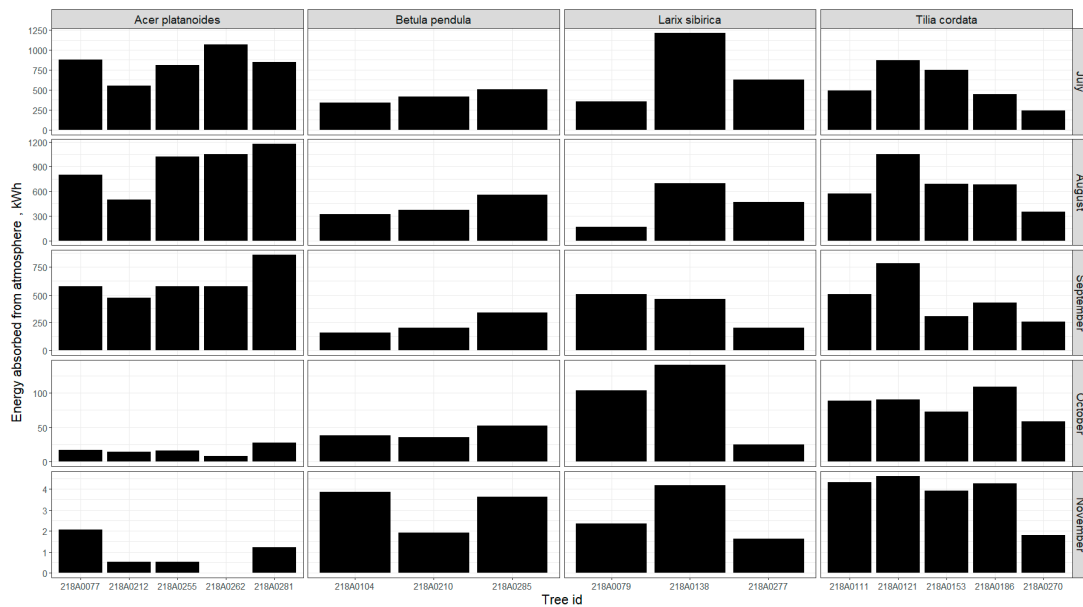 Acer platanoides Betula pendula Larix sibirica Tilia cordata
Energy absorbed from atmosphere , kWh
1250
1000
750
500
250
0
July
1200
900
600
300
0
August
750
500
250
0
September
100
50
0
October
4
3
2
1
0
November
218A0077 218A0212 218A0255 218A0262 218A0281 218A0104 218A0210 218A0285 218A0079 218A0138 218A0277 218A0111 218A0121 218A0153 218A0186 218A0270
Tree id